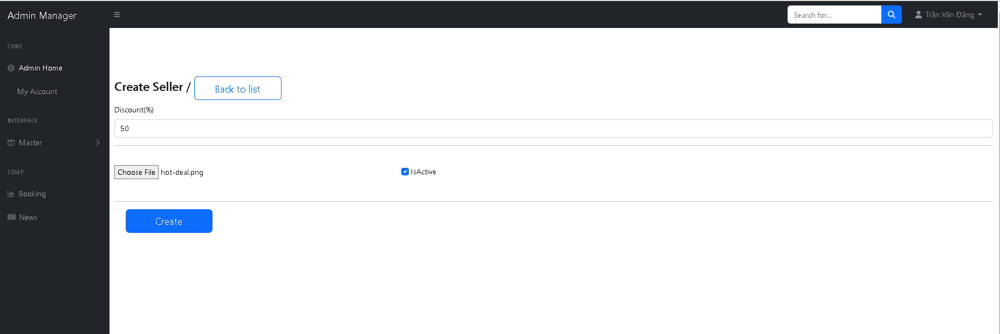 Admin Manager
Search for...
Trần Văn Đăng
CORE
Admin Home
My Account
INTERFACE
Master
STAFF
Booking
News
Create Seller / Back to list
Discount(%)
50
Choose File hot-deal.png
IsActive
Create